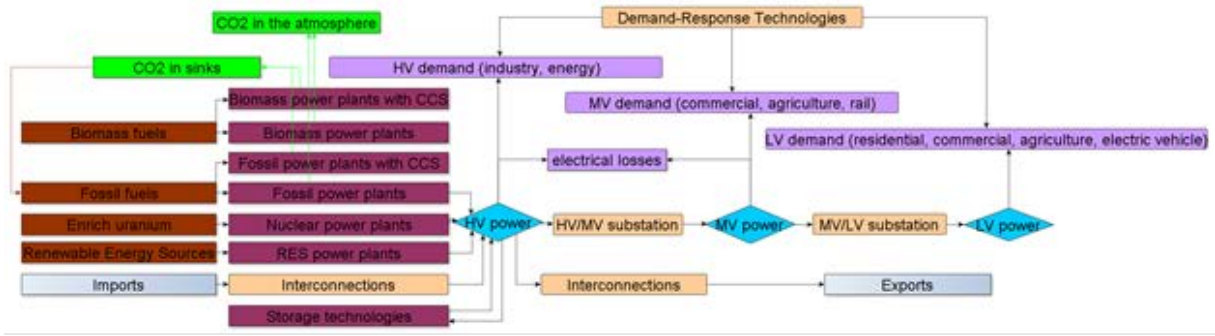 CO2 in the atmosphere
Demand-Response Technologies
CO2 in sinks
HV demand (industry, energy)
Biomass power plants with CCS
MV demand (commercial, agriculture, rail)
Biomass fuels
Biomass power plants
LV demand (residential, commercial, agriculture, electric vehicle)
Fossil power plants with CCS
electrical losses
Fossil fuels
Fossil power plants
Enrich uranium
Nuclear power plants
HV power
HV/MV substation
MV power
MV/LV substation
LV power
Renewable Energy Sources
RES power plants
Imports
Interconnections
Interconnections
Exports
Storage technologies